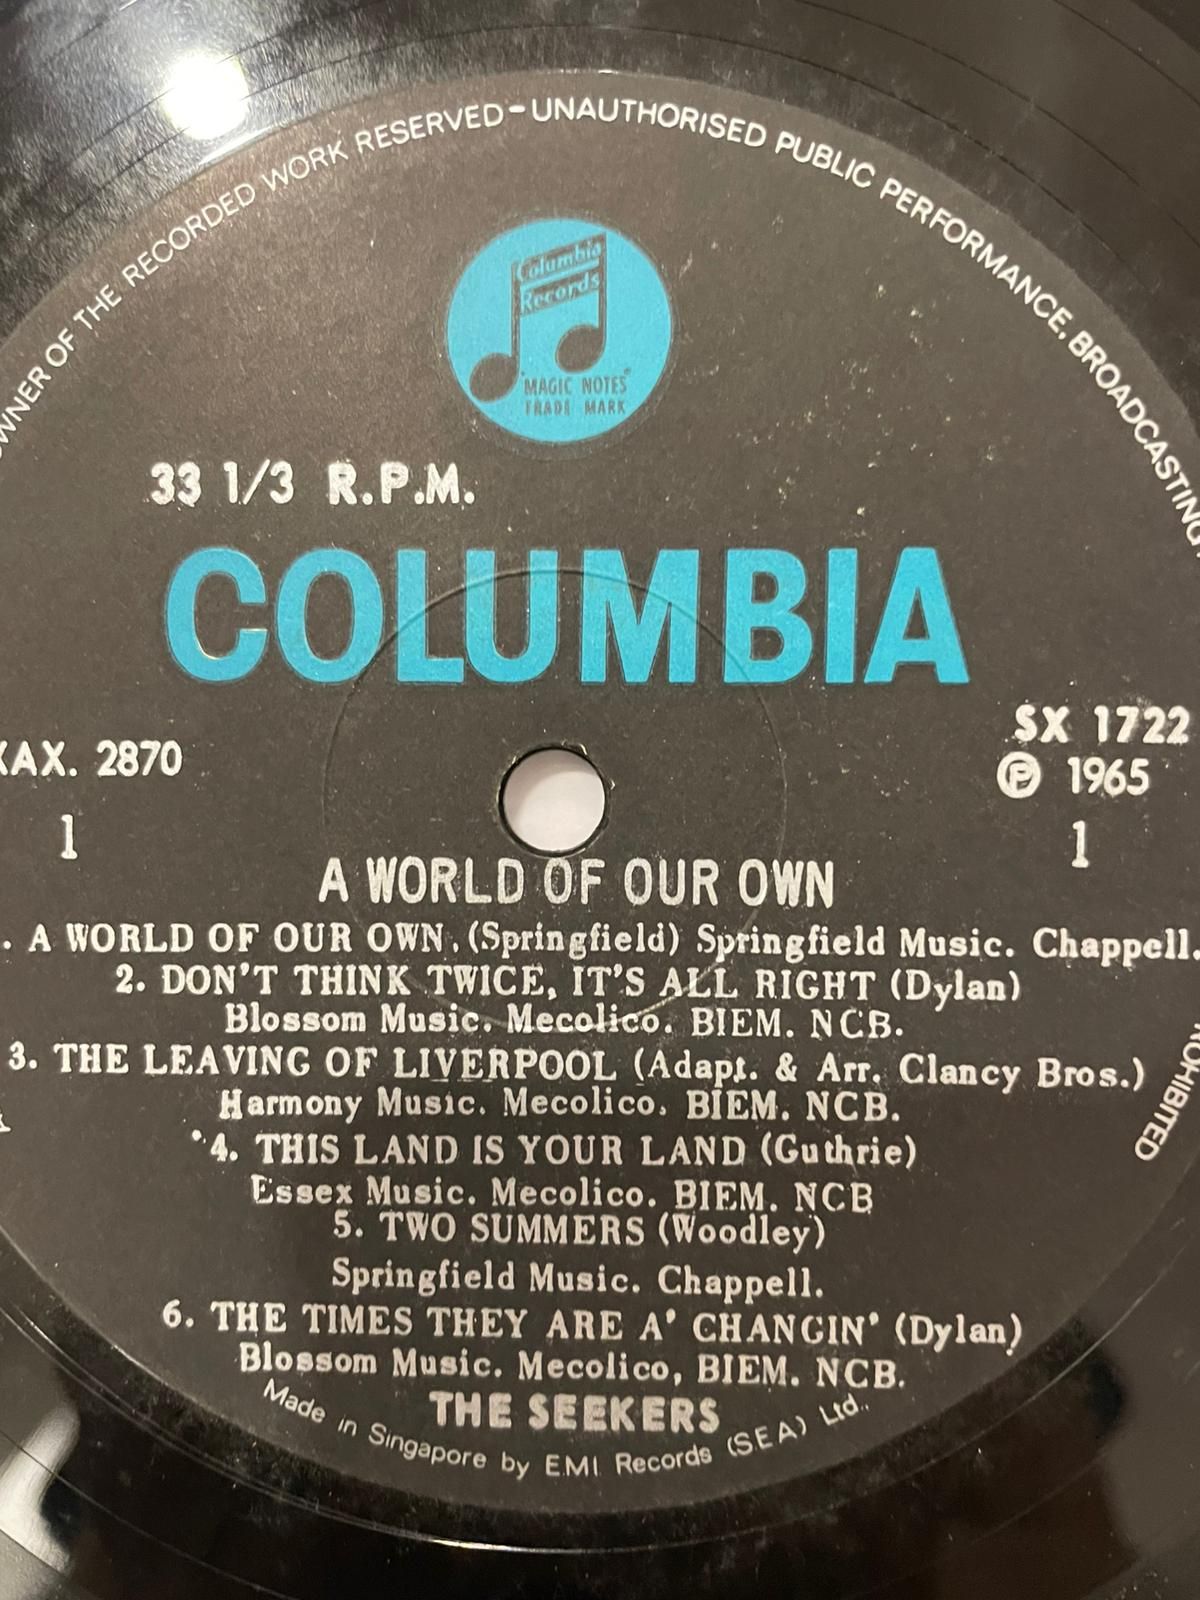 OWNER OF THE RECORDED WORK RESERVED-UNAUTHORISED PUBLIC PERFORMANCE, BROADCASTING
PROHIBITED
Columbia
Records
"MAGIC NOTES"
TRADE MARK
33 1/3 R.P.M.
COLUMBIA
XAX. 2870
SX 1722
Ⓟ 1965
1
1
A WORLD OF OUR OWN
. A WORLD OF OUR OWN. (Springfield) Springfield Music. Chappell.
2. DON'T THINK TWICE, IT'S ALL RIGHT (Dylan)
Blossom Music. Mecolico. BIEM. NCB.
3. THE LEAVING OF LIVERPOOL (Adapt. & Arr. Clancy Bros.)
Harmony Music. Mecolico. BIEM. NCB.
4. THIS LAND IS YOUR LAND (Guthrie)
Essex Music. Mecolico. BIEM. NCB
5. TWO SUMMERS (Woodley)
Springfield Music. Chappell.
6. THE TIMES THEY ARE A' CHANGIN' (Dylan)
Blossom Music. Mecolico, BIEM. NCB.
THE SEEKERS
Made in Singapore by E.M.I. Records (S.E.A) Ltd.,